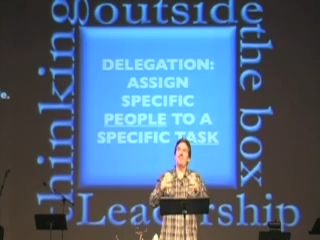 outside
thinking
the box
DELEGATION:
ASSIGN
SPECIFIC
PEOPLE TO A
SPECIFIC TASK
Leadership